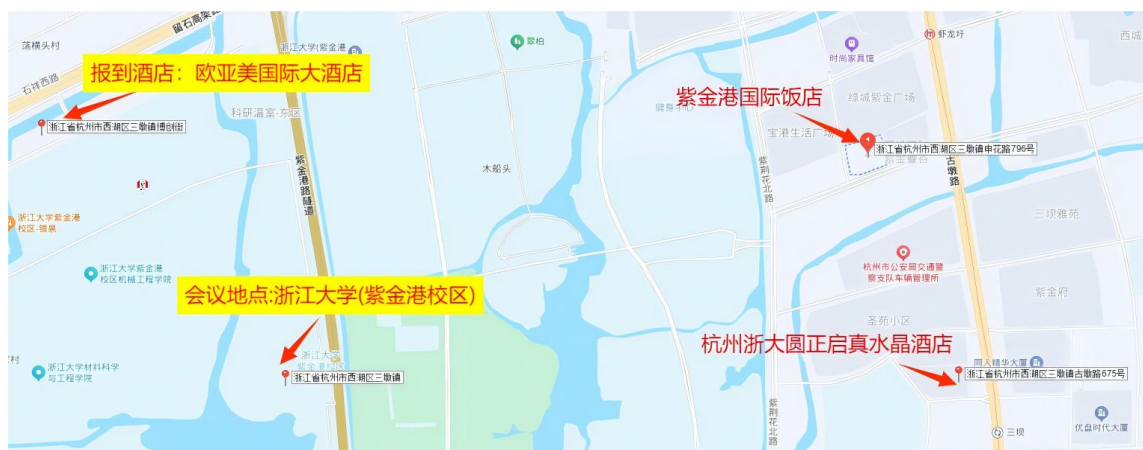 留石高架路
荡横头村
浙江大学(紫金港
翠柏
时尚家具馆
虾龙圩
西城
报到酒店：欧亚美国际大酒店
石祥西路
科研温室-东区
健身中心
紫金港国际饭店
绿城紫金广场
浙江省杭州市西湖区三墩镇博创街
宝港生活广场
浙江省杭州市西湖区三墩镇申花路796号
木船头
紫金港路隧道
紫荆花北路
古墩路
浙江大学紫金港
校区-银泉
三坝雅苑
浙江大学紫金港
校区机械工程学院
杭州市公安局交通警
察支队车辆管理所
紫金府
会议地点:浙江大学(紫金港校区)
圣苑小区
杭州浙大圆正启真水晶酒店
浙江大学
浙江大学材料科学
与工程学院
浙江省杭州市西湖区三墩镇
同人精华大厦
浙江省杭州市西湖区三墩镇古墩路675号
紫荆花北路
三坝
优盘时代大厦